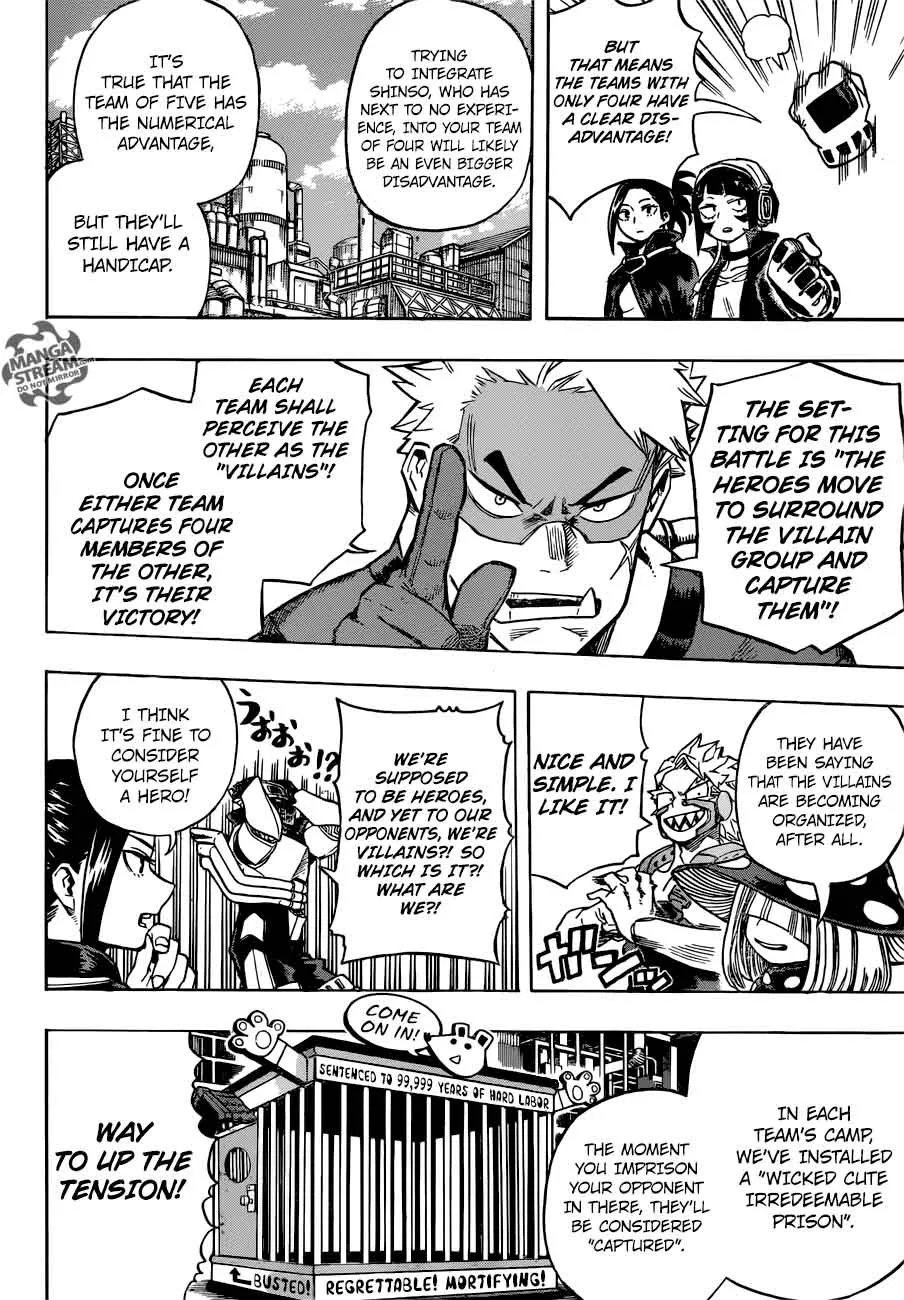 BUT
THAT MEANS
THE TEAMS WITH
ONLY FOUR HAVE
A CLEAR DIS-
ADVANTAGE!
TRYING
TO INTEGRATE
SHINSO, WHO HAS
NEXT TO NO EXPERI-
ENCE, INTO YOUR TEAM
OF FOUR WILL LIKELY
BE AN EVEN BIGGER
DISADVANTAGE.
IT'S
TRUE THAT THE
TEAM OF FIVE HAS
THE NUMERICAL
ADVANTAGE,
BUT THEY'LL
STILL HAVE A
HANDICAP.
MANGA
STREAM.com
DO NOT MIRROR
THE SET-
TING FOR THIS
BATTLE IS "THE
HEROES MOVE
TO SURROUND
THE VILLAIN
GROUP AND
CAPTURE
THEM"!
EACH
TEAM SHALL
PERCEIVE THE
OTHER AS THE
"VILLAINS"!
ONCE
EITHER TEAM
CAPTURES FOUR
MEMBERS OF
THE OTHER,
IT'S THEIR
VICTORY!
THEY HAVE
BEEN SAYING
THAT THE VILLAINS
ARE BECOMING
ORGANIZED,
AFTER ALL.
NICE AND
SIMPLE. I
LIKE IT!
ガーン
WE'RE
SUPPOSED
TO BE HEROES,
AND YET TO OUR
OPPONENTS, WE'RE
VILLAINS?! SO
WHICH IS IT?!
WHAT ARE
WE?!
うおおお!?
I THINK
IT'S FINE TO
CONSIDER
YOURSELF
A HERO!
IN EACH
TEAM'S CAMP,
WE'VE INSTALLED
A "WICKED CUTE
IRREDEEMABLE
PRISON".
THE MOMENT
YOU IMPRISON
YOUR OPPONENT
IN THERE, THEY'LL
BE CONSIDERED
"CAPTURED".
COME
ON IN!
SENTENCED TO 99,999 YEARS OF HARD LABOR
BUSTED! REGRETTABLE! MORTIFYING!
WAY
TO UP THE
TENSION!